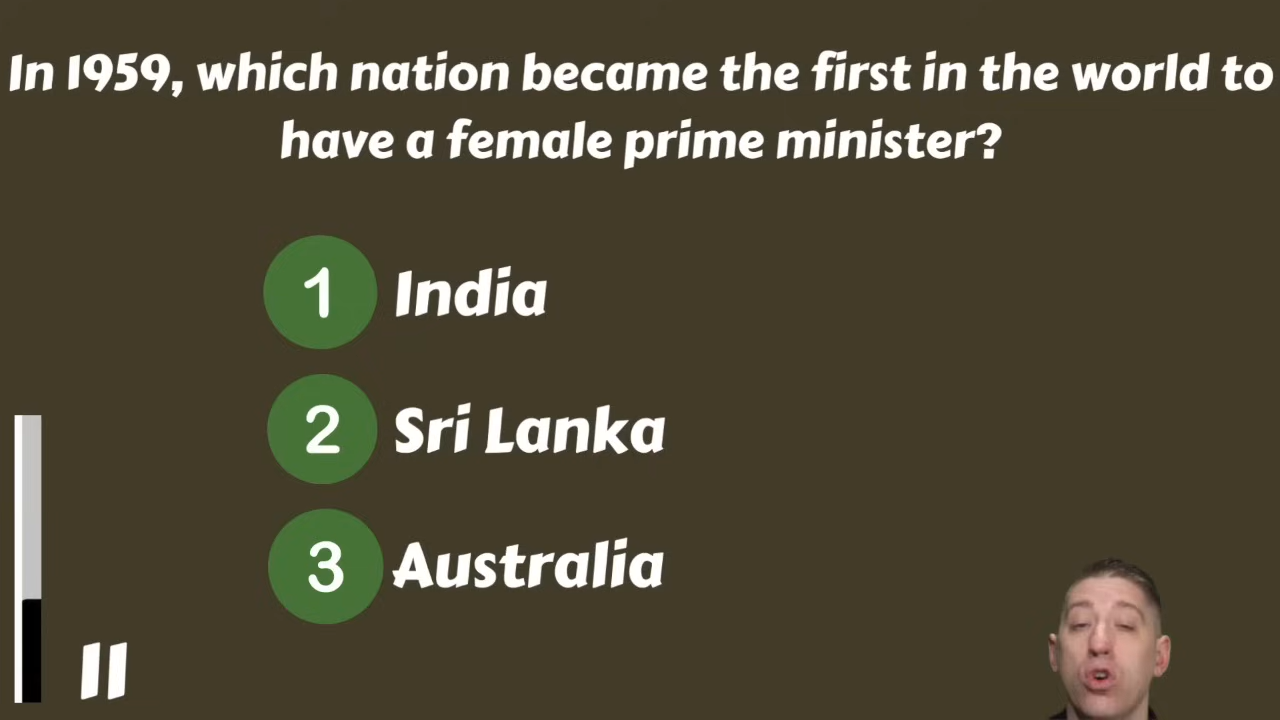 In 1959, which nation became the first in the world to
have a female prime minister?
1 India
2 Sri Lanka
3 Australia
11